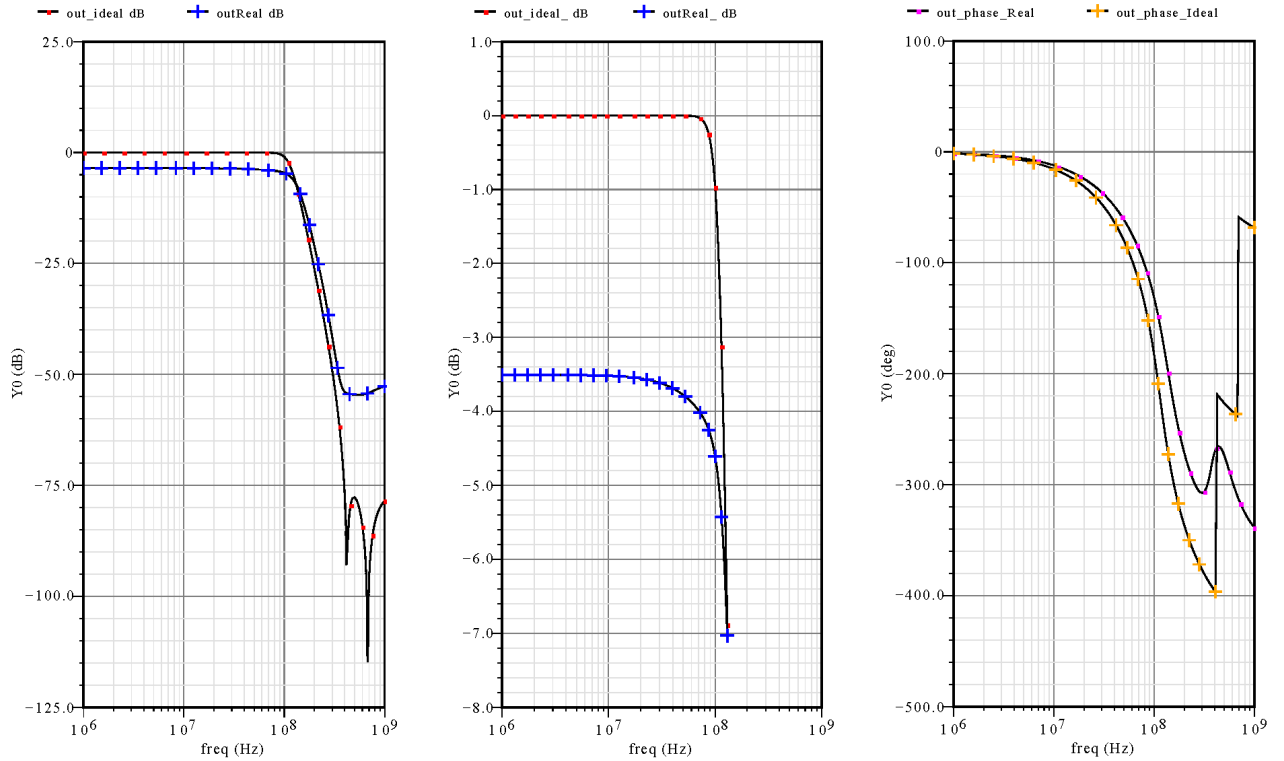 out_ideal dB outReal dB
25.0
0
−25.0
−50.0
−75.0
−100.0
−125.0
Y0 (dB)
10^6 10^7 10^8 10^9
freq (Hz)
out_ideal_ dB outReal_ dB
1.0
0
−1.0
−2.0
−3.0
−4.0
−5.0
−6.0
−7.0
−8.0
Y0 (dB)
10^6 10^7 10^8 10^9
freq (Hz)
out_phase_Real out_phase_Ideal
100.0
0
−100.0
−200.0
−300.0
−400.0
−500.0
Y0 (deg)
10^6 10^7 10^8 10^9
freq (Hz)